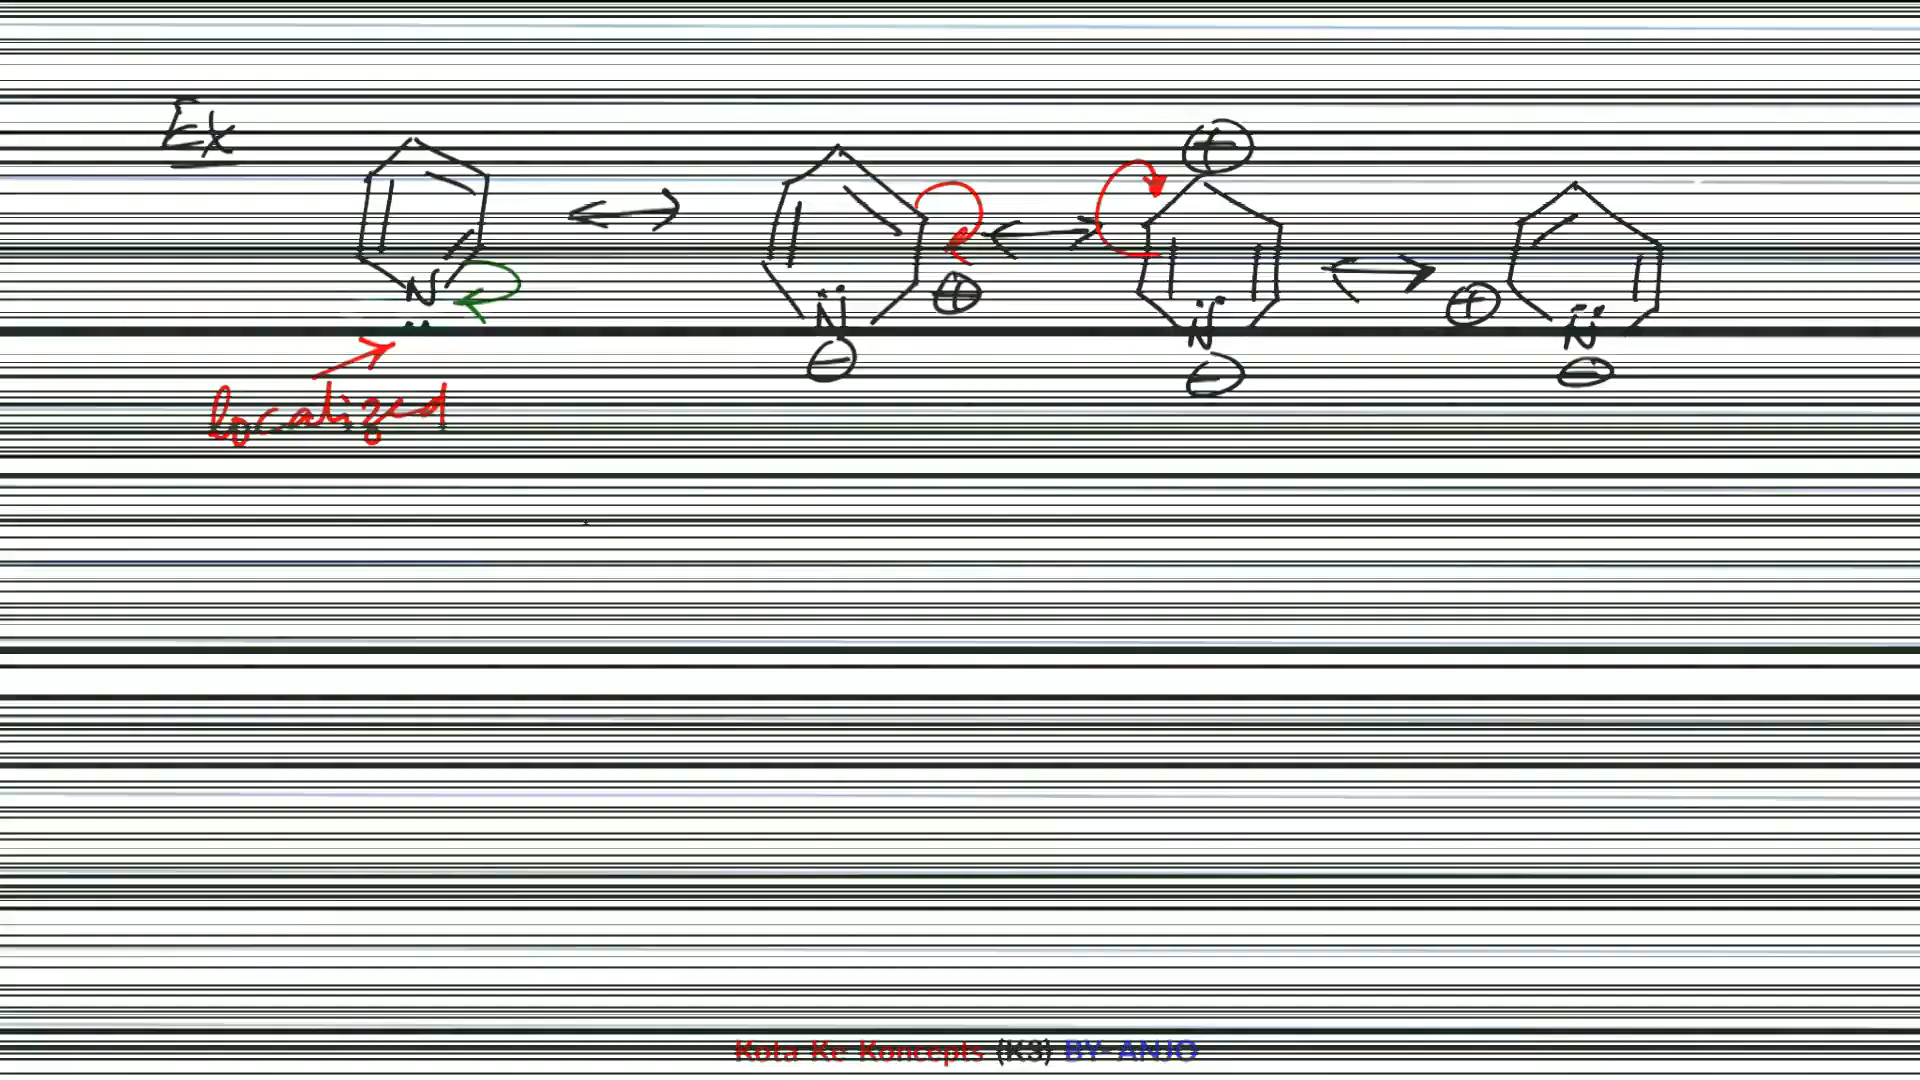 Ex
⊕
N̈ ⊕ N̈ ⊕ N̈
N̈
⊖ ⊖ ⊖
localized
Kota Ke Koncepts (K3) BY-ANJO